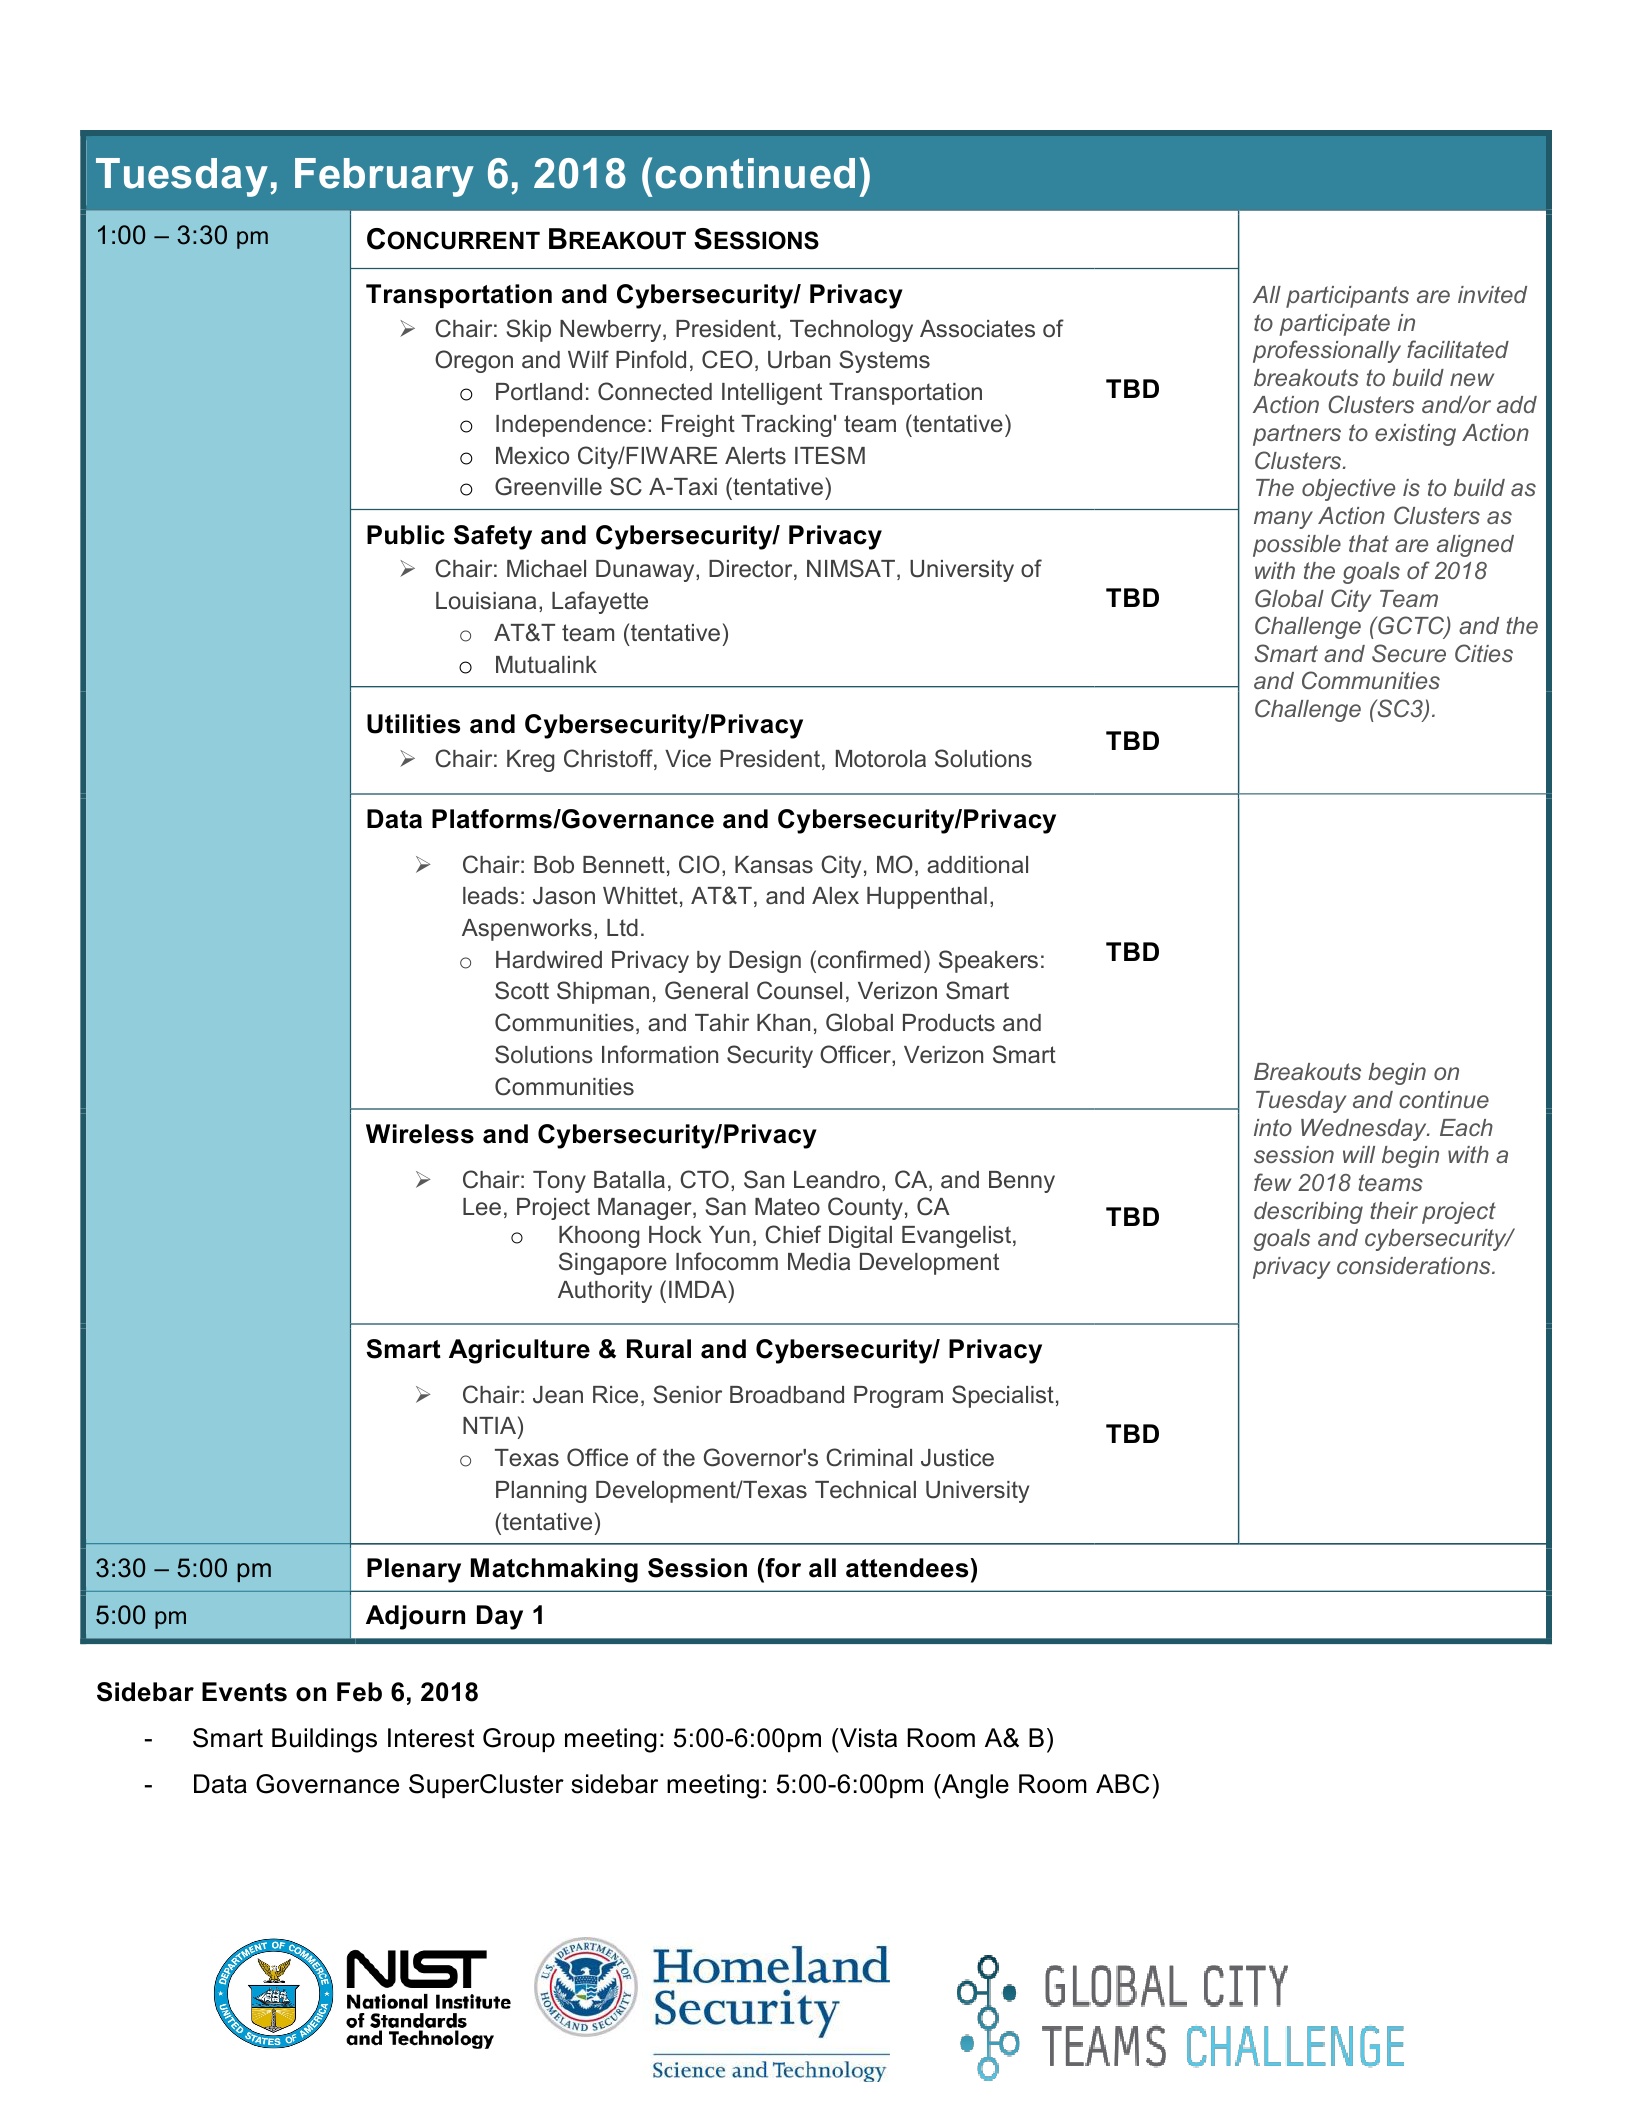 Tuesday, February 6, 2018 (continued)
1:00 – 3:30 pm
CONCURRENT BREAKOUT SESSIONS
Transportation and Cybersecurity/ Privacy
➢ Chair: Skip Newberry, President, Technology Associates of
Oregon and Wilf Pinfold, CEO, Urban Systems
o Portland: Connected Intelligent Transportation
o Independence: Freight Tracking' team (tentative)
o Mexico City/FIWARE Alerts ITESM
o Greenville SC A-Taxi (tentative)
TBD
All participants are invited
to participate in
professionally facilitated
breakouts to build new
Action Clusters and/or add
partners to existing Action
Clusters.
The objective is to build as
many Action Clusters as
possible that are aligned
with the goals of 2018
Global City Team
Challenge (GCTC) and the
Smart and Secure Cities
and Communities
Challenge (SC3).
Public Safety and Cybersecurity/ Privacy
➢ Chair: Michael Dunaway, Director, NIMSAT, University of
Louisiana, Lafayette
o AT&T team (tentative)
o Mutualink
TBD
Utilities and Cybersecurity/Privacy
➢ Chair: Kreg Christoff, Vice President, Motorola Solutions
TBD
Data Platforms/Governance and Cybersecurity/Privacy
➢ Chair: Bob Bennett, CIO, Kansas City, MO, additional
leads: Jason Whittet, AT&T, and Alex Huppenthal,
Aspenworks, Ltd.
o Hardwired Privacy by Design (confirmed) Speakers:
Scott Shipman, General Counsel, Verizon Smart
Communities, and Tahir Khan, Global Products and
Solutions Information Security Officer, Verizon Smart
Communities
TBD
Breakouts begin on
Tuesday and continue
into Wednesday. Each
session will begin with a
few 2018 teams
describing their project
goals and cybersecurity/
privacy considerations.
Wireless and Cybersecurity/Privacy
➢ Chair: Tony Batalla, CTO, San Leandro, CA, and Benny
Lee, Project Manager, San Mateo County, CA
o Khoong Hock Yun, Chief Digital Evangelist,
Singapore Infocomm Media Development
Authority (IMDA)
TBD
Smart Agriculture & Rural and Cybersecurity/ Privacy
➢ Chair: Jean Rice, Senior Broadband Program Specialist,
NTIA)
o Texas Office of the Governor's Criminal Justice
Planning Development/Texas Technical University
(tentative)
TBD
3:30 – 5:00 pm
Plenary Matchmaking Session (for all attendees)
5:00 pm
Adjourn Day 1
Sidebar Events on Feb 6, 2018
- Smart Buildings Interest Group meeting: 5:00-6:00pm (Vista Room A& B)
- Data Governance SuperCluster sidebar meeting: 5:00-6:00pm (Angle Room ABC)
DEPARTMENT OF COMMERCE
UNITED STATES OF AMERICA
NIST
National Institute
of Standards
and Technology
U.S. DEPARTMENT OF
HOMELAND SECURITY
Homeland
Security
Science and Technology
GLOBAL CITY
TEAMS CHALLENGE